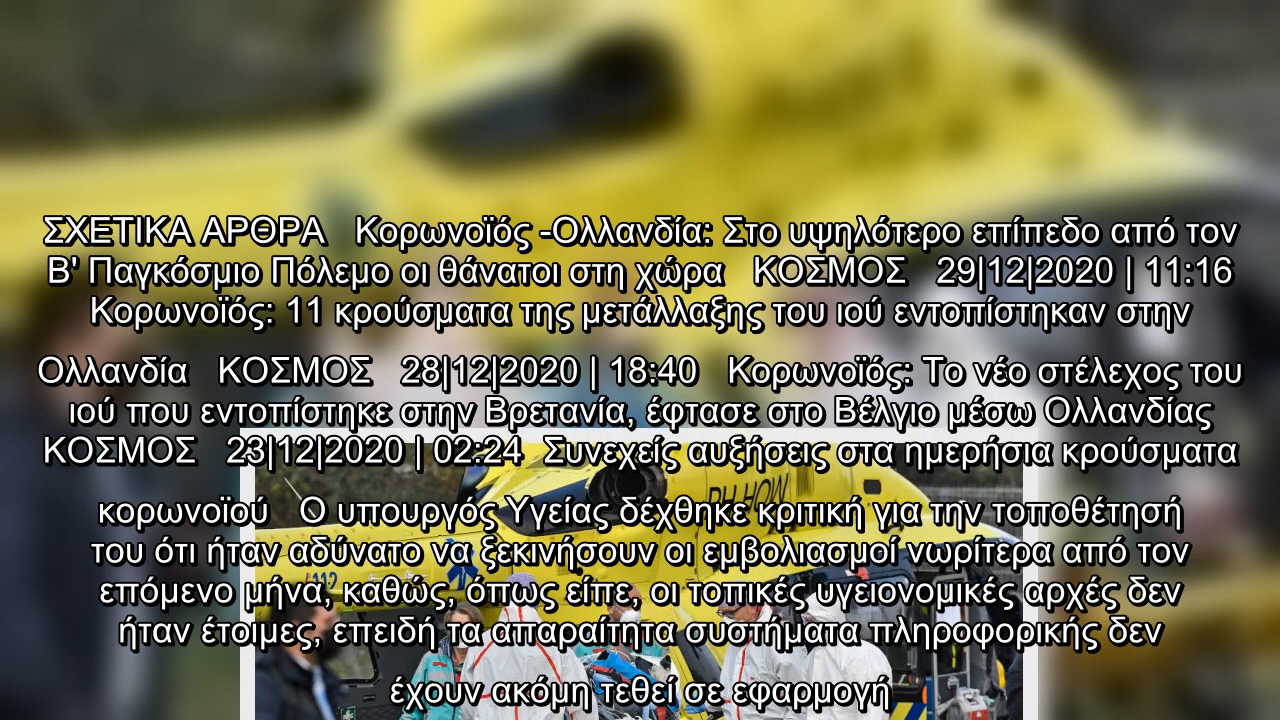 ΣΧΕΤΙΚΑ ΑΡΘΡΑ   Κορωνοϊός -Ολλανδία: Στο υψηλότερο επίπεδο από τον
Β' Παγκόσμιο Πόλεμο οι θάνατοι στη χώρα   ΚΟΣΜΟΣ   29|12|2020 | 11:16
Κορωνοϊός: 11 κρούσματα της μετάλλαξης του ιού εντοπίστηκαν στην
Ολλανδία   ΚΟΣΜΟΣ   28|12|2020 | 18:40   Κορωνοϊός: Το νέο στέλεχος του
ιού που εντοπίστηκε στην Βρετανία, έφτασε στο Βέλγιο μέσω Ολλανδίας
ΚΟΣΜΟΣ   23|12|2020 | 02:24  Συνεχείς αυξήσεις στα ημερήσια κρούσματα
PH-HOW
κορωνοϊού   Ο υπουργός Υγείας δέχθηκε κριτική για την τοποθέτησή
του ότι ήταν αδύνατο να ξεκινήσουν οι εμβολιασμοί νωρίτερα από τον
112
επόμενο μήνα, καθώς, όπως είπε, οι τοπικές υγειονομικές αρχές δεν
ήταν έτοιμες, επειδή τα απαραίτητα συστήματα πληροφορικής δεν
έχουν ακόμη τεθεί σε εφαρμογή